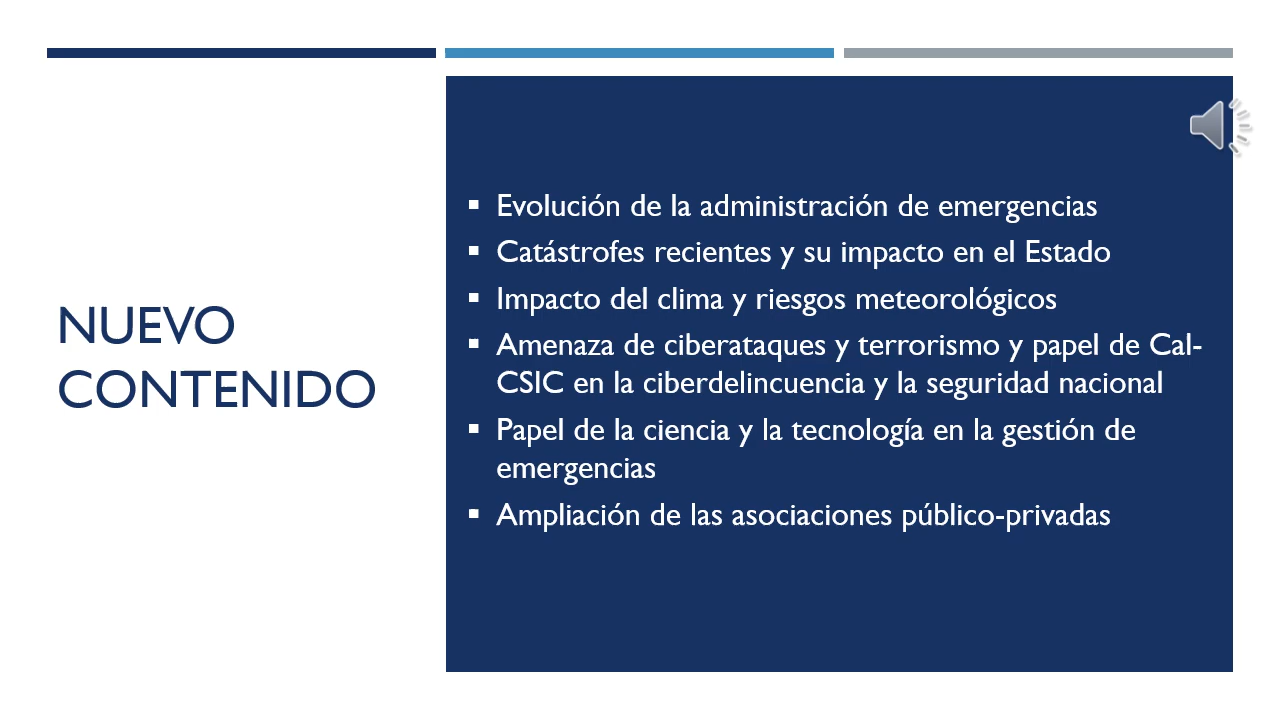 NUEVO
CONTENIDO
Evolución de la administración de emergencias
Catástrofes recientes y su impacto en el Estado
Impacto del clima y riesgos meteorológicos
Amenaza de ciberataques y terrorismo y papel de Cal-
CSIC en la ciberdelincuencia y la seguridad nacional
Papel de la ciencia y la tecnología en la gestión de
emergencias
Ampliación de las asociaciones público-privadas